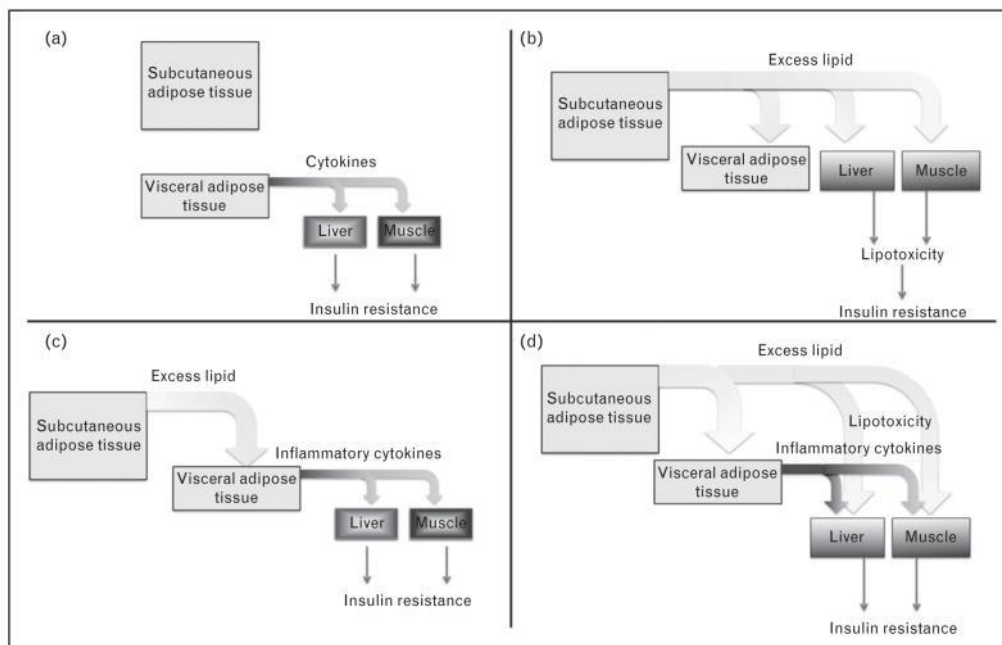 (a)
Subcutaneous
adipose tissue
Cytokines
Visceral adipose
tissue
Liver
Muscle
Insulin resistance
(b)
Excess lipid
Subcutaneous
adipose tissue
Visceral adipose
tissue
Liver
Muscle
Lipotoxicity
Insulin resistance
(c)
Excess lipid
Subcutaneous
adipose tissue
Inflammatory cytokines
Visceral adipose
tissue
Liver
Muscle
Insulin resistance
(d)
Excess lipid
Subcutaneous
adipose tissue
Lipotoxicity
Inflammatory cytokines
Visceral adipose
tissue
Liver
Muscle
Insulin resistance